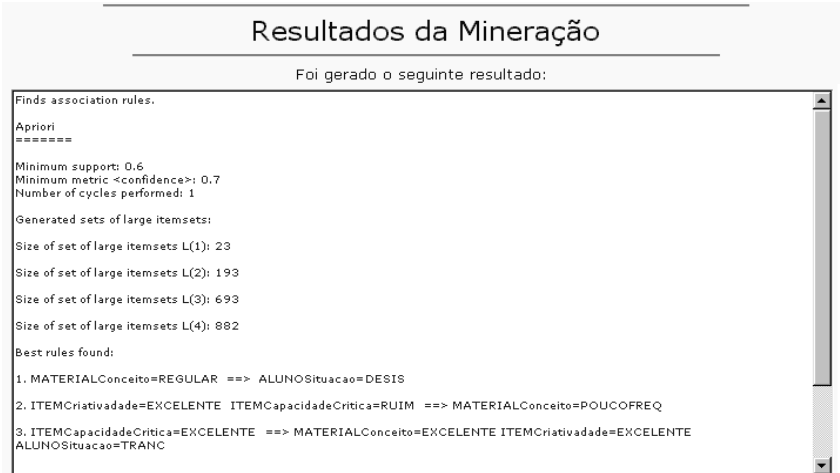 Resultados da Mineração
Foi gerado o seguinte resultado:
Finds association rules.
Apriori
=======
Minimum support: 0.6
Minimum metric <confidence>: 0.7
Number of cycles performed: 1
Generated sets of large itemsets:
Size of set of large itemsets L(1): 23
Size of set of large itemsets L(2): 193
Size of set of large itemsets L(3): 693
Size of set of large itemsets L(4): 882
Best rules found:
1. MATERIALConceito=REGULAR ==> ALUNOSituacao=DESIS
2. ITEMCriativadade=EXCELENTE ITEMCapacidadeCritica=RUIM ==> MATERIALConceito=POUCOFREQ
3. ITEMCapacidadeCritica=EXCELENTE ==> MATERIALConceito=EXCELENTE ITEMCriativadade=EXCELENTE
ALUNOSituacao=TRANC